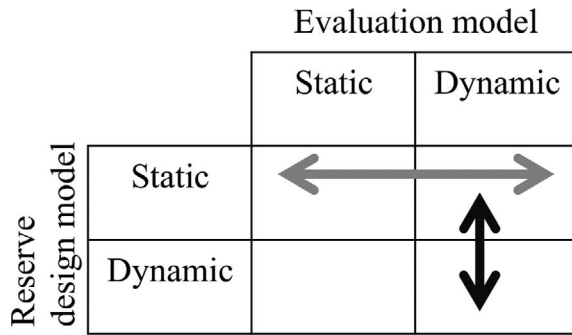 Evaluation model
Static Dynamic
Reserve
design model
Static
Dynamic